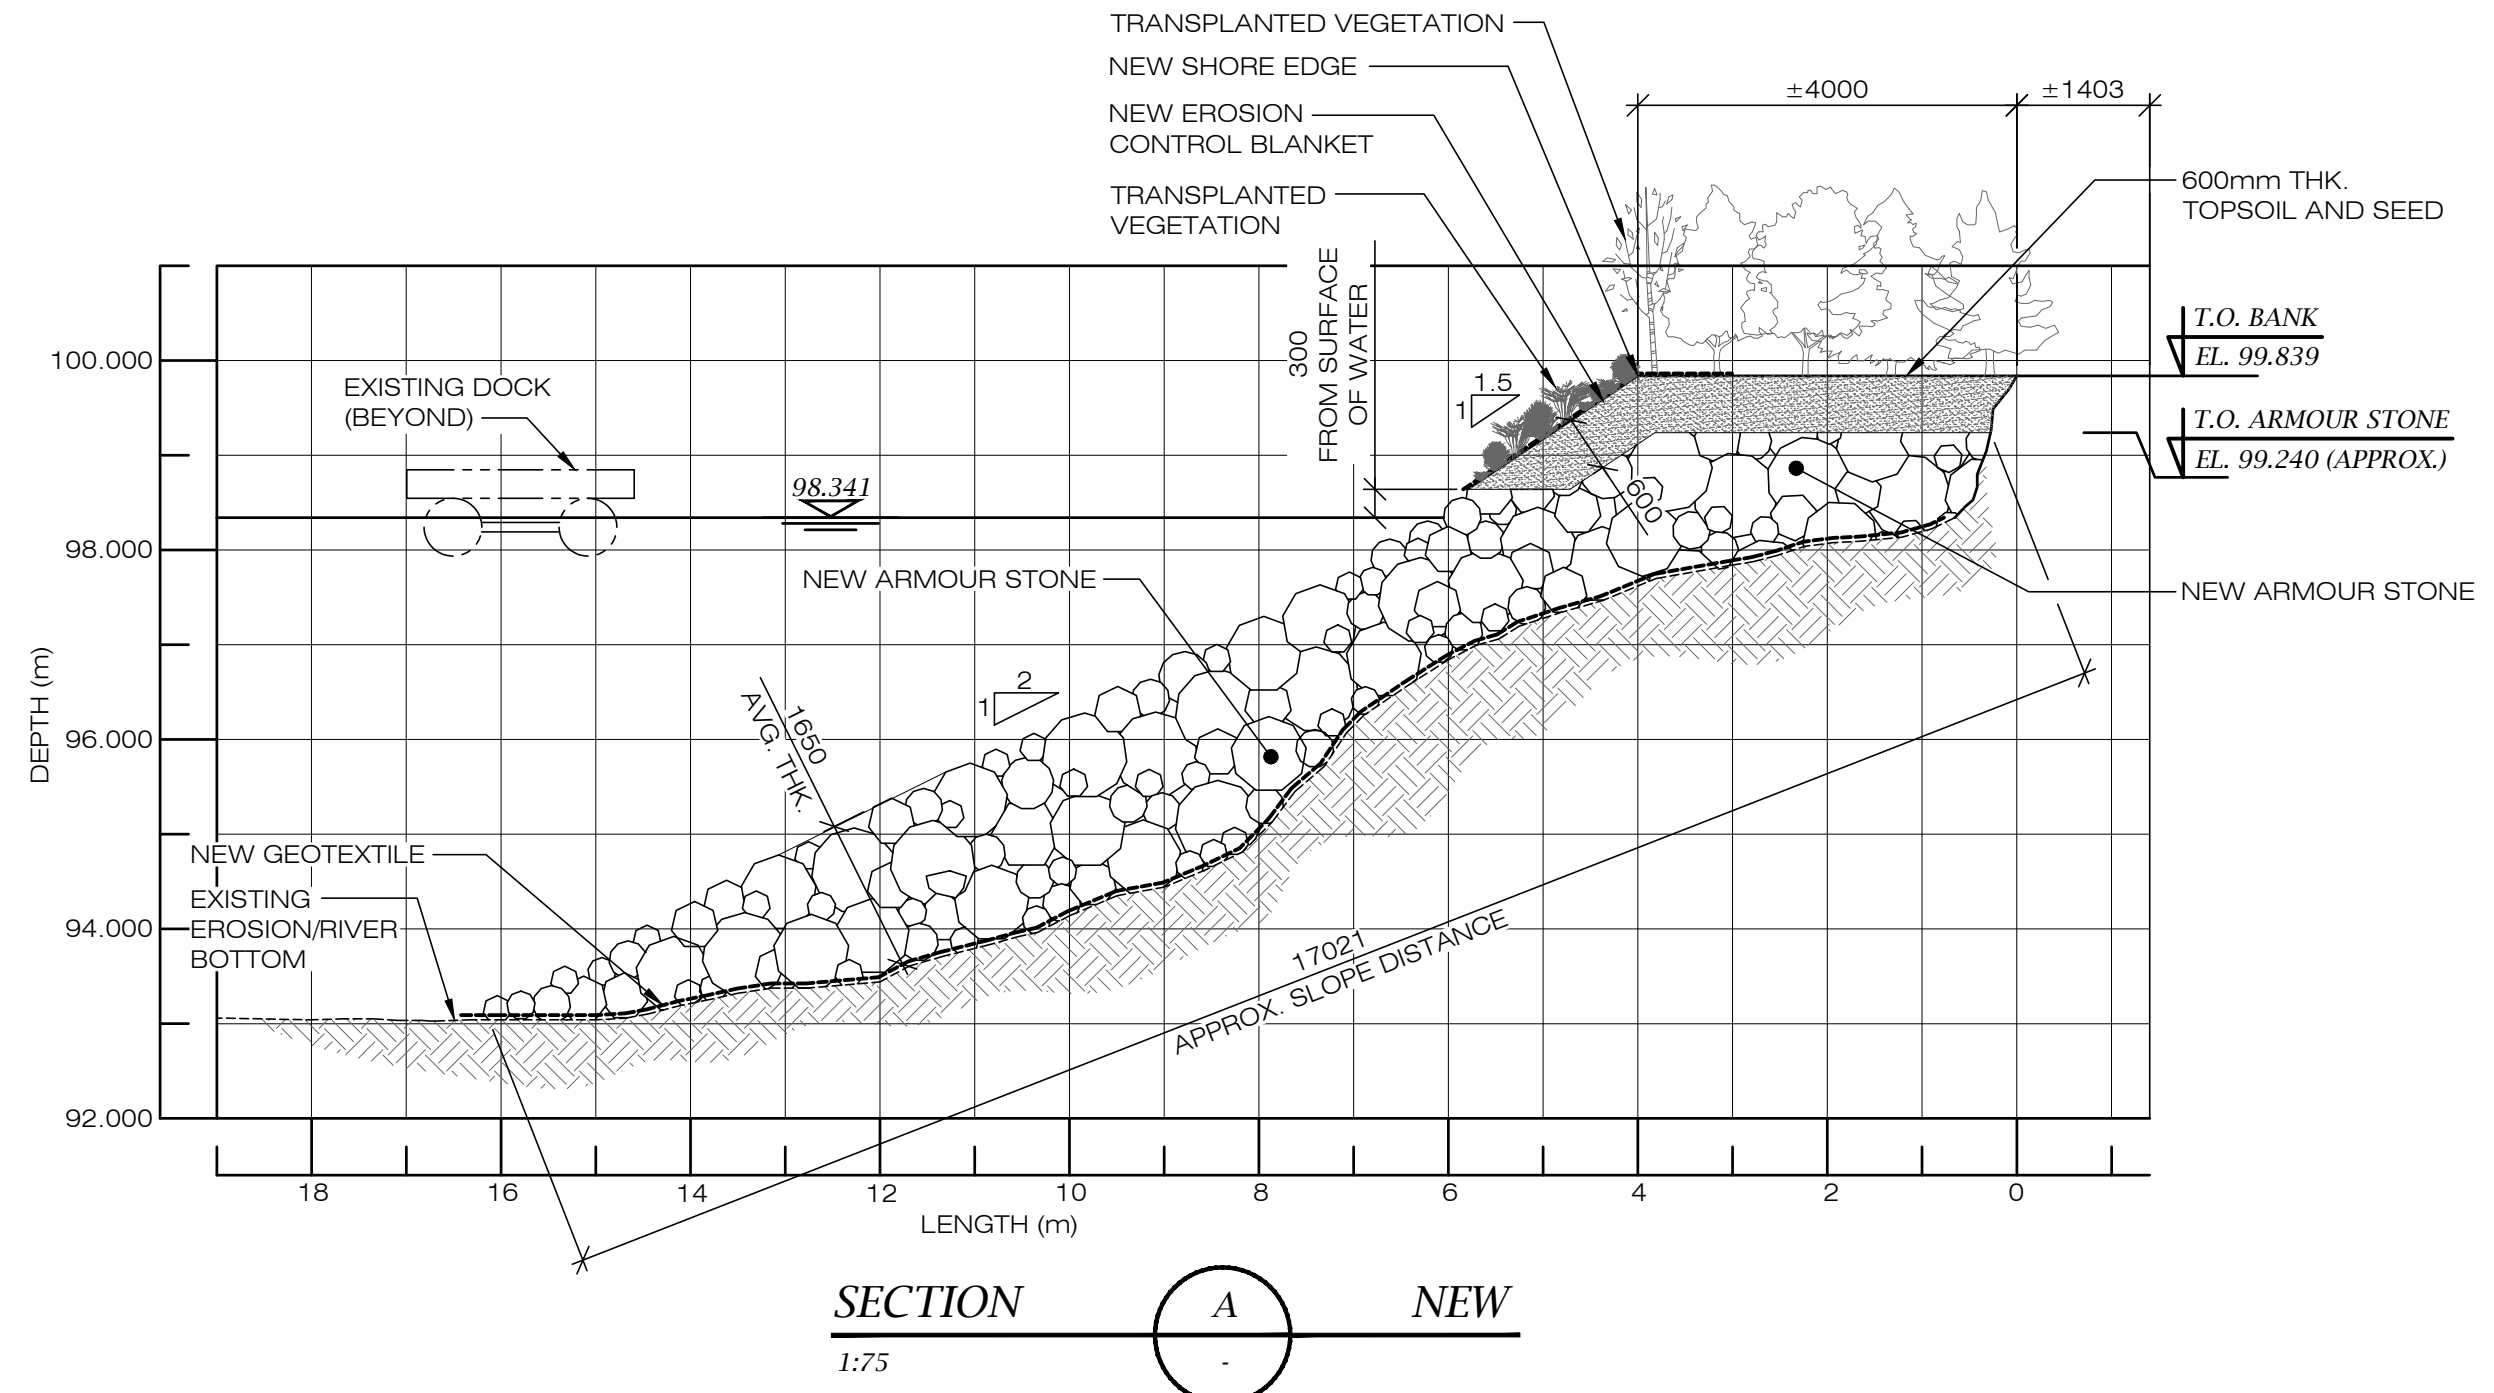 TRANSPLANTED VEGETATION
NEW SHORE EDGE
NEW EROSION
CONTROL BLANKET
TRANSPLANTED
VEGETATION
±4000
±1403
600mm THK.
TOPSOIL AND SEED
300
FROM SURFACE
OF WATER
T.O. BANK
EL. 99.839
T.O. ARMOUR STONE
EL. 99.240 (APPROX.)
EXISTING DOCK
(BEYOND)
1.5
1
98.341
600
NEW ARMOUR STONE
NEW ARMOUR STONE
2
1
1650
AVG. THK.
NEW GEOTEXTILE
EXISTING
EROSION/RIVER
BOTTOM
17021
APPROX. SLOPE DISTANCE
DEPTH (m)
100.000
98.000
96.000
94.000
92.000
18
16
14
12
10
8
6
4
2
0
LENGTH (m)
SECTION
A
NEW
1:75
-